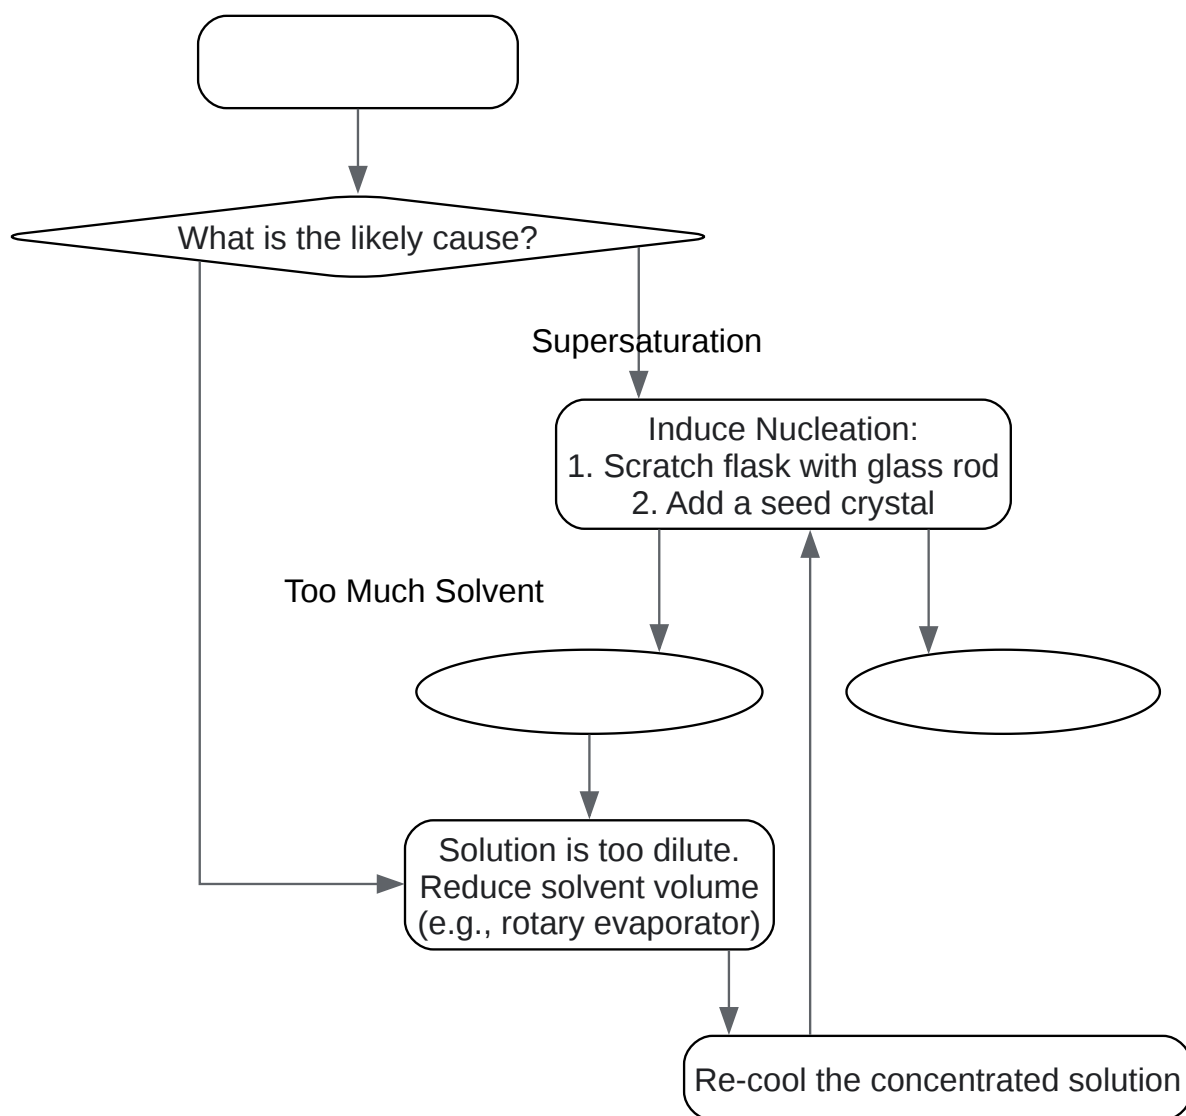 What is the likely cause?
Supersaturation
Induce Nucleation:
1. Scratch flask with glass rod
2. Add a seed crystal
Too Much Solvent
Solution is too dilute.
Reduce solvent volume
(e.g., rotary evaporator)
Re-cool the concentrated solution